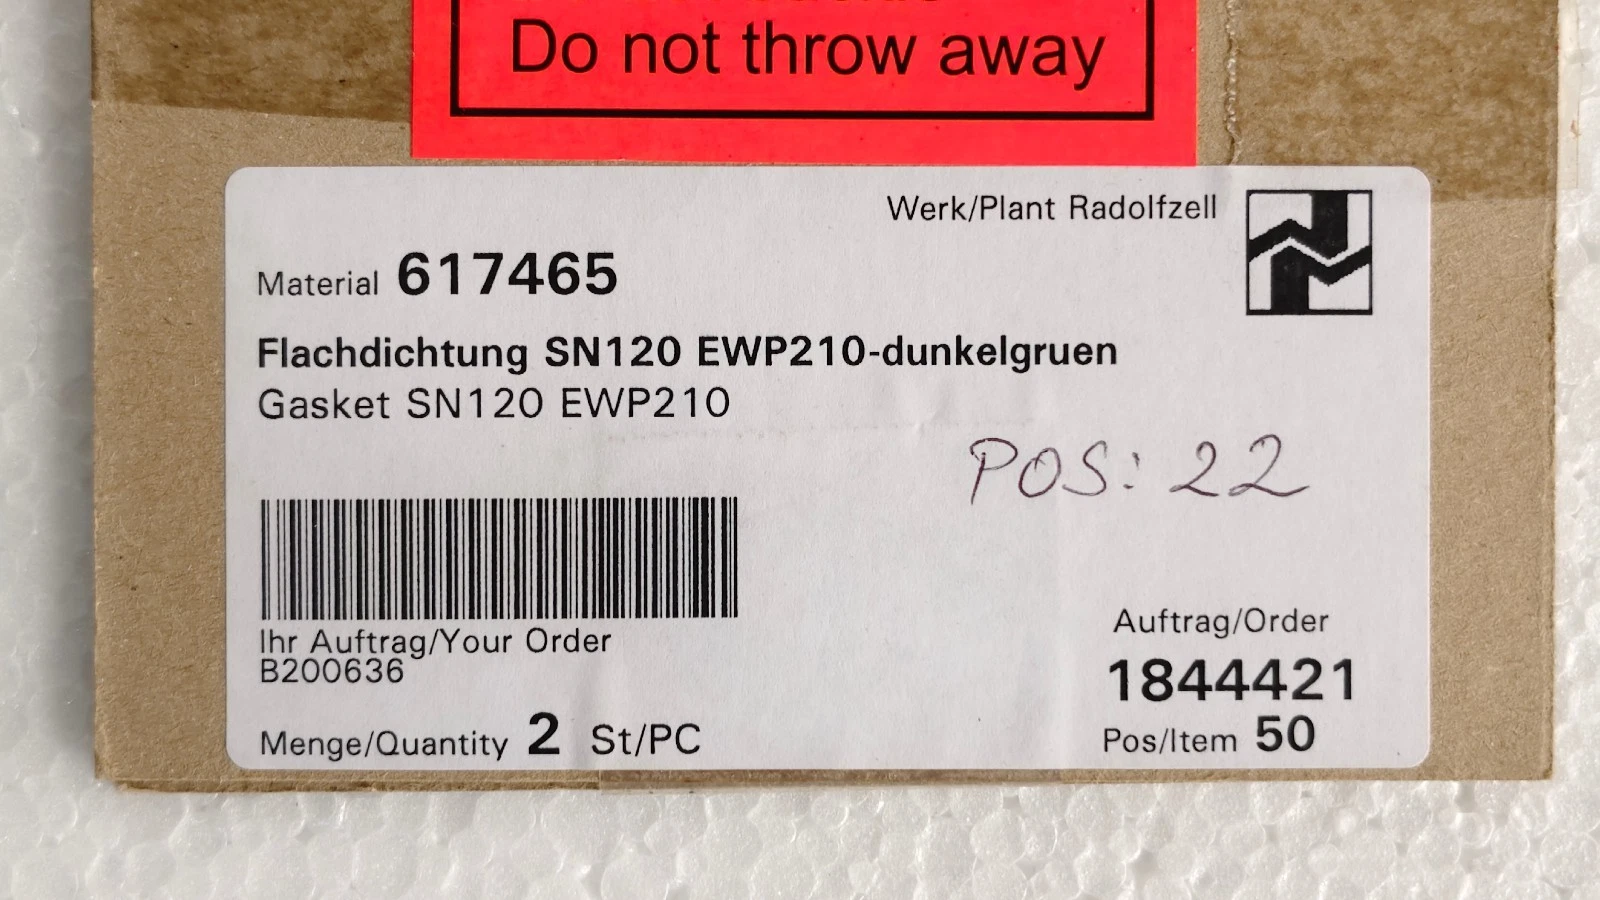 Do not throw away
Werk/Plant Radolfzell
Material 617465
Flachdichtung SN120 EWP210-dunkelgruen
Gasket SN120 EWP210
POS: 22
Ihr Auftrag/Your Order
B200636
Auftrag/Order
1844421
Menge/Quantity 2 St/PC
Pos/Item 50